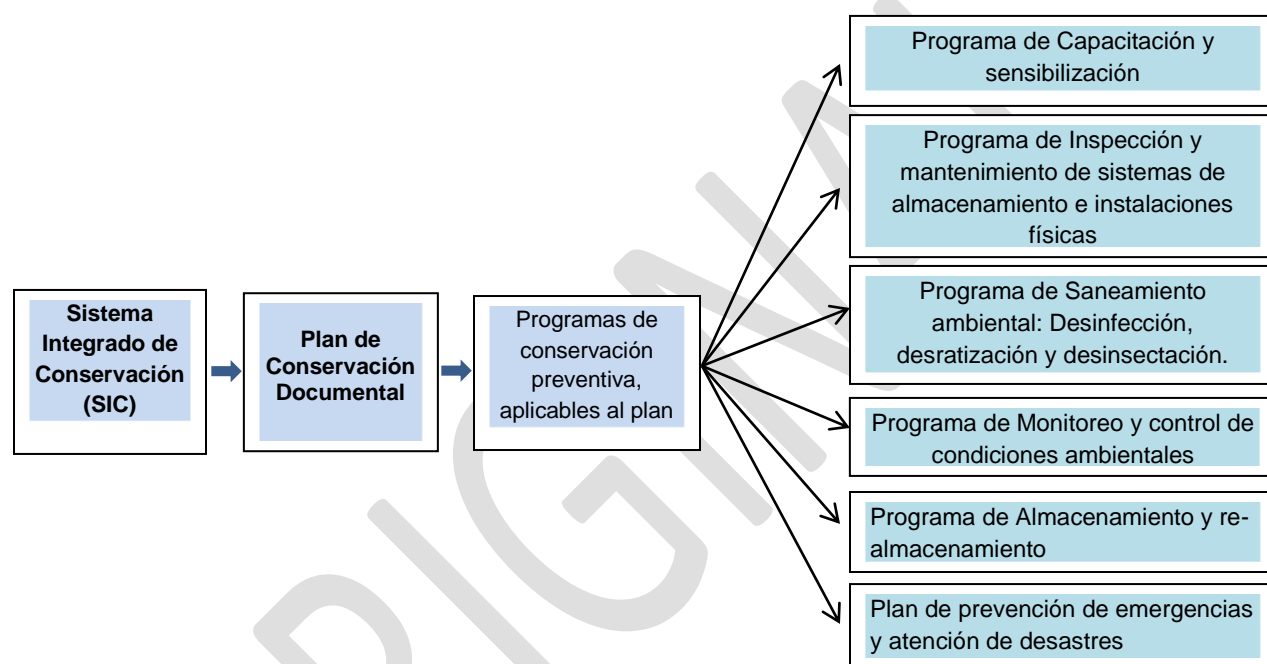 Sistema
Integrado de
Conservación
(SIC)
Plan de
Conservación
Documental
Programas de
conservación
preventiva,
aplicables al plan
Programa de Capacitación y
sensibilización
Programa de Inspección y
mantenimiento de sistemas de
almacenamiento e instalaciones
físicas
Programa de Saneamiento
ambiental: Desinfección,
desratización y desinsectación.
Programa de Monitoreo y control de
condiciones ambientales
Programa de Almacenamiento y re-
almacenamiento
Plan de prevención de emergencias
y atención de desastres